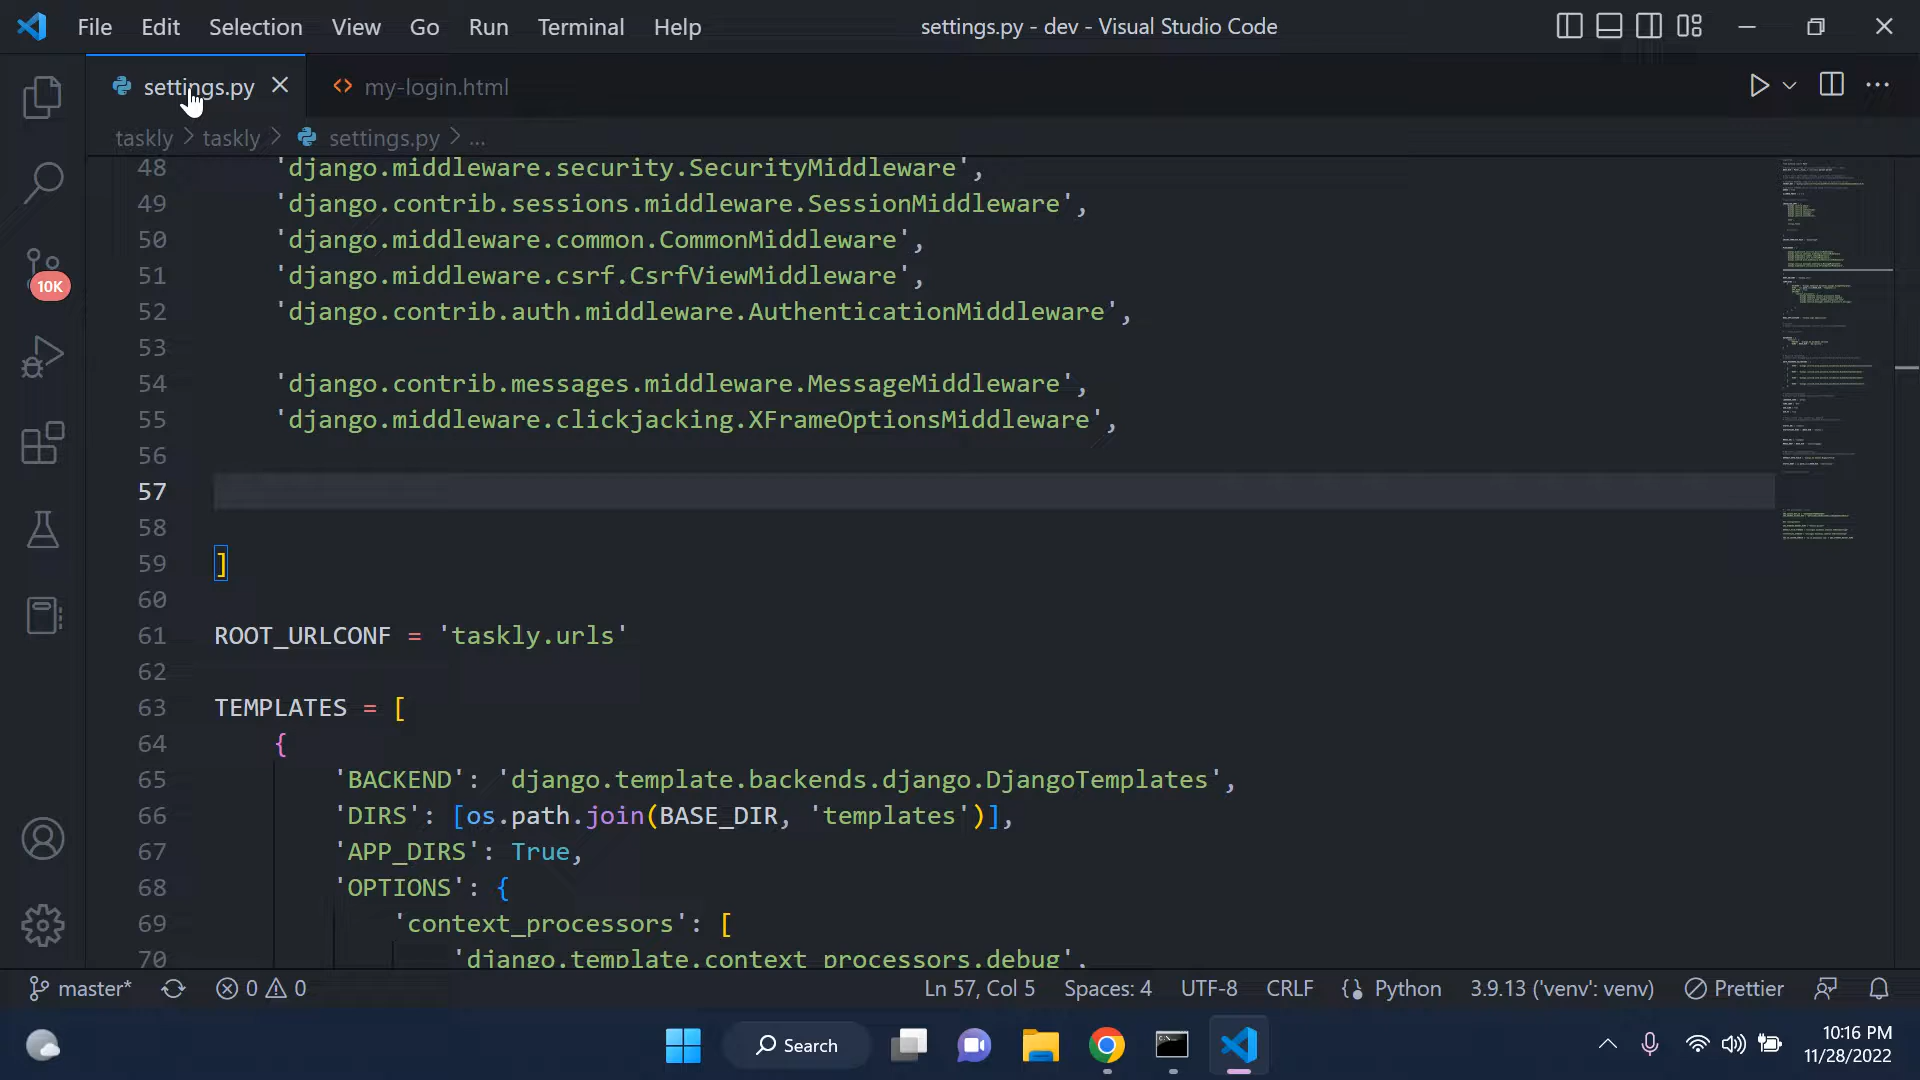 File Edit Selection View Go Run Terminal Help settings.py - dev - Visual Studio Code
settings.py my-login.html
taskly > taskly > settings.py > ...
48 'django.middleware.security.SecurityMiddleware',
49 'django.contrib.sessions.middleware.SessionMiddleware',
50 'django.middleware.common.CommonMiddleware',
51 'django.middleware.csrf.CsrfViewMiddleware',
52 'django.contrib.auth.middleware.AuthenticationMiddleware',
53
54 'django.contrib.messages.middleware.MessageMiddleware',
55 'django.middleware.clickjacking.XFrameOptionsMiddleware',
56
57
58
59 ]
60
61 ROOT_URLCONF = 'taskly.urls'
62
63 TEMPLATES = [
64 {
65 'BACKEND': 'django.template.backends.django.DjangoTemplates',
66 'DIRS': [os.path.join(BASE_DIR, 'templates')],
67 'APP_DIRS': True,
68 'OPTIONS': {
69 'context_processors': [
70 'django.template.context_processors.debug',
10K
master* 0 0 Ln 57, Col 5 Spaces: 4 UTF-8 CRLF Python 3.9.13 ('venv': venv) Prettier
Search
10:16 PM
11/28/2022